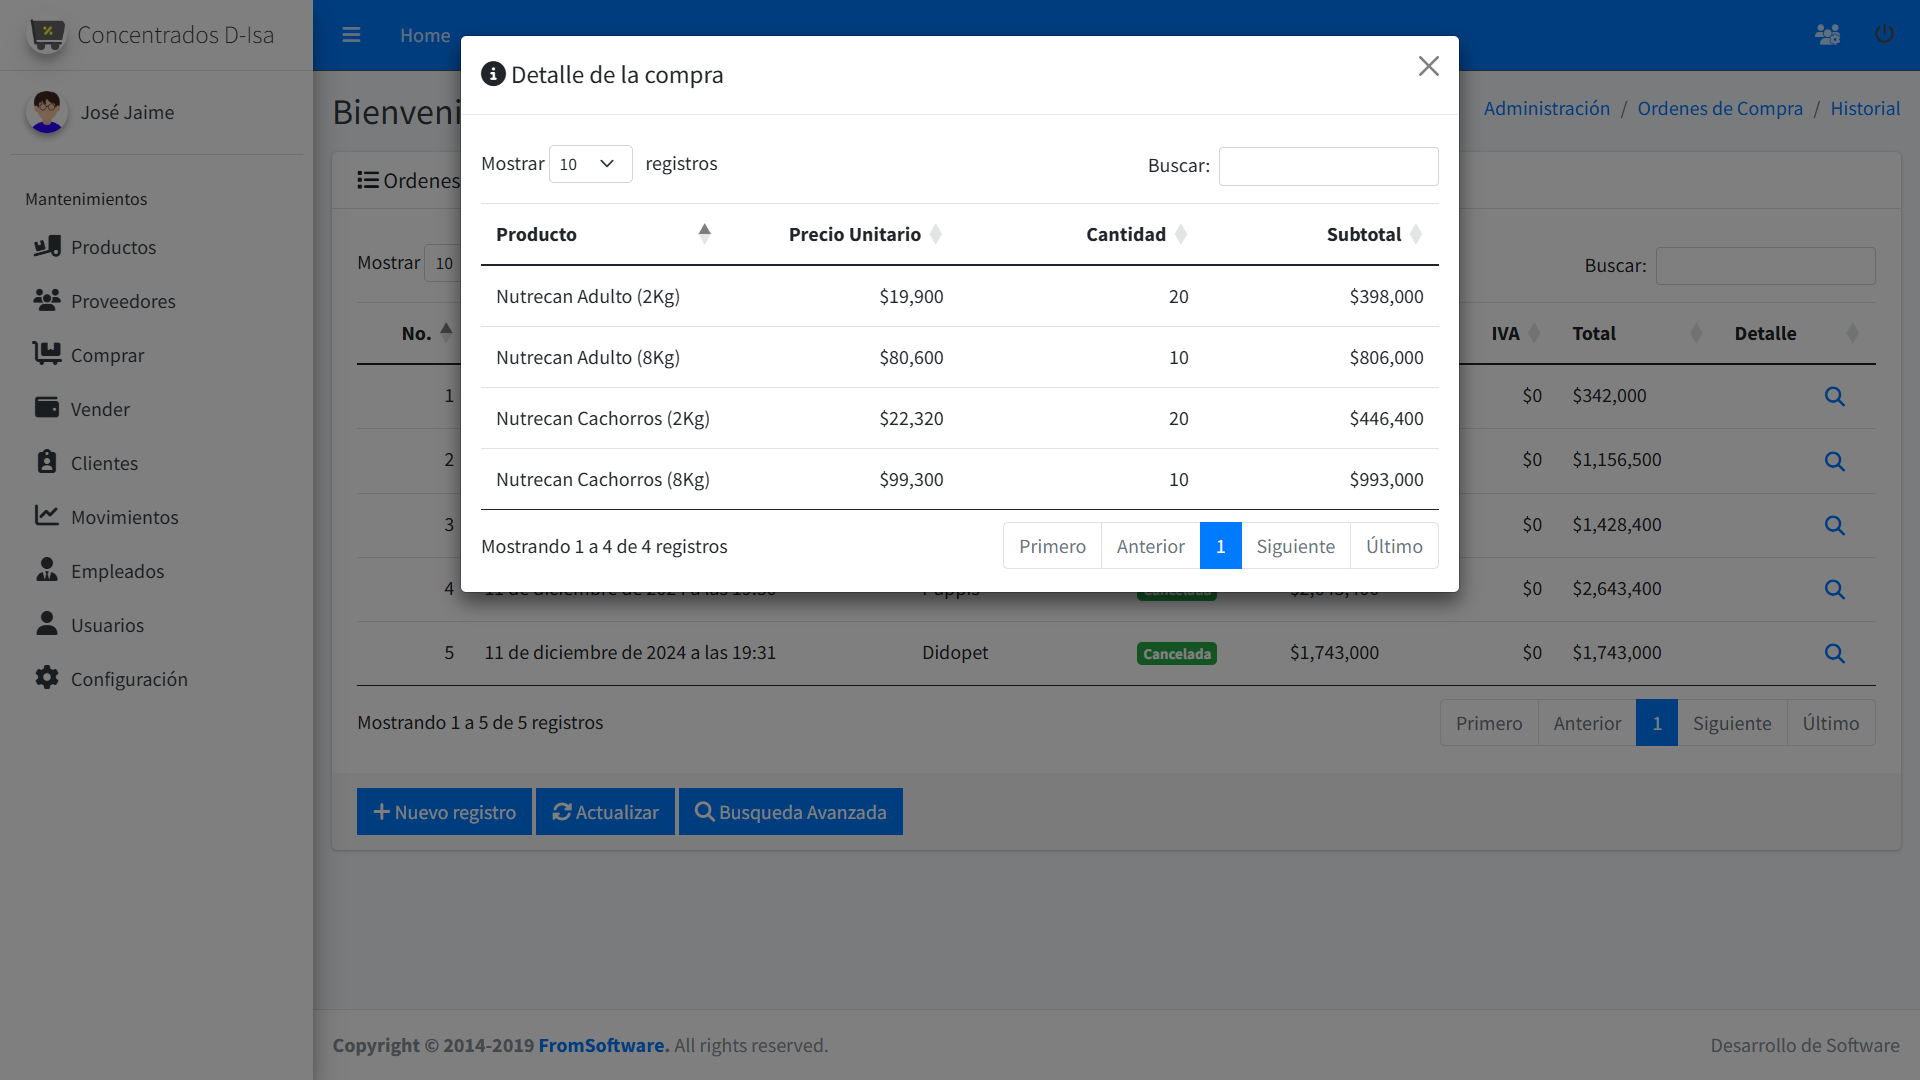 Concentrados D-Isa
Home
José Jaime
Mantenimientos
Productos
Proveedores
Comprar
Vender
Clientes
Movimientos
Empleados
Usuarios
Configuración
Bienveni
Administración / Ordenes de Compra / Historial
Ordenes
Mostrar 10
Buscar:
No. IVA Total Detalle
1 $0 $342,000
2 $0 $1,156,500
3 $0 $1,428,400
4 $0 $2,643,400
5 11 de diciembre de 2024 a las 19:31 Didopet Cancelada $1,743,000 $0 $1,743,000
Mostrando 1 a 5 de 5 registros
Primero Anterior 1 Siguiente Último
Nuevo registro Actualizar Busqueda Avanzada
Detalle de la compra
Mostrar 10 registros
Buscar:
Producto Precio Unitario Cantidad Subtotal
Nutrecan Adulto (2Kg) $19,900 20 $398,000
Nutrecan Adulto (8Kg) $80,600 10 $806,000
Nutrecan Cachorros (2Kg) $22,320 20 $446,400
Nutrecan Cachorros (8Kg) $99,300 10 $993,000
Mostrando 1 a 4 de 4 registros
Primero Anterior 1 Siguiente Último
Copyright © 2014-2019 FromSoftware. All rights reserved.
Desarrollo de Software